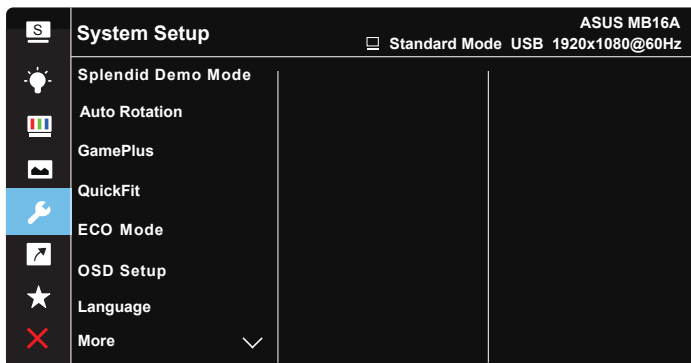 S
System Setup
ASUS MB16A
Standard Mode USB 1920x1080@60Hz
Splendid Demo Mode
Auto Rotation
GamePlus
QuickFit
ECO Mode
OSD Setup
Language
More